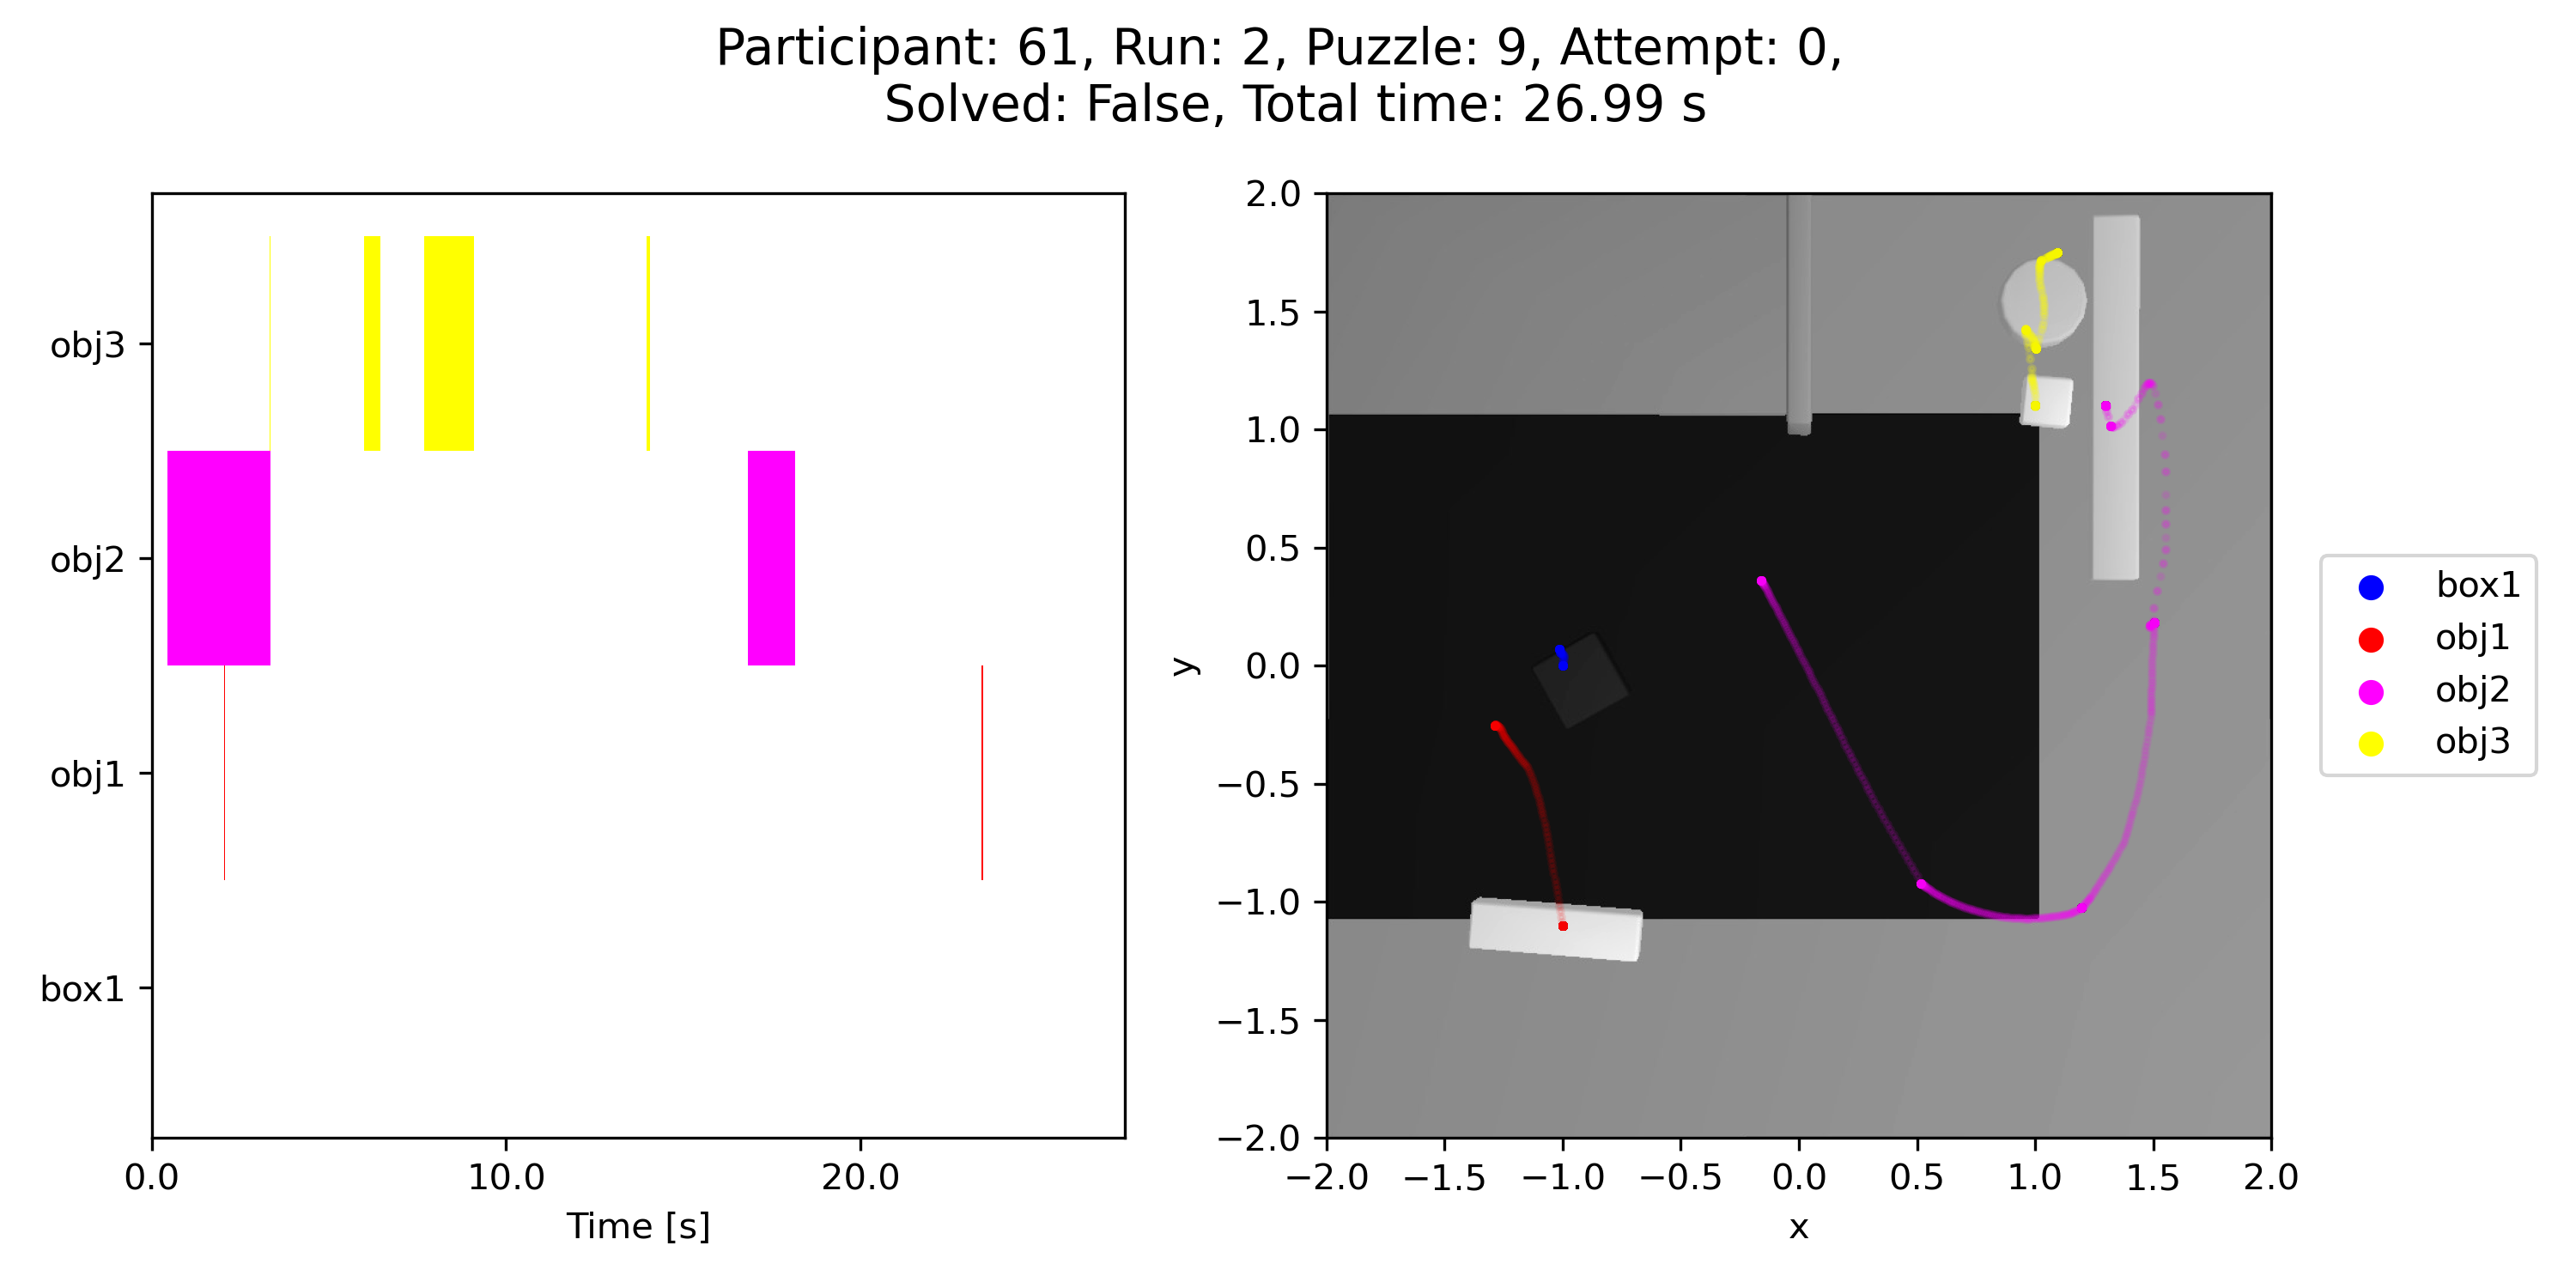 Participant: 61, Run: 2, Puzzle: 9, Attempt: 0,
Solved: False, Total time: 26.99 s
obj3
obj2
obj1
box1
0.0 10.0 20.0
Time [s]
2.0
1.5
1.0
0.5
0.0
−0.5
−1.0
−1.5
−2.0
y
−2.0 −1.5 −1.0 −0.5 0.0 0.5 1.0 1.5 2.0
x
box1
obj1
obj2
obj3